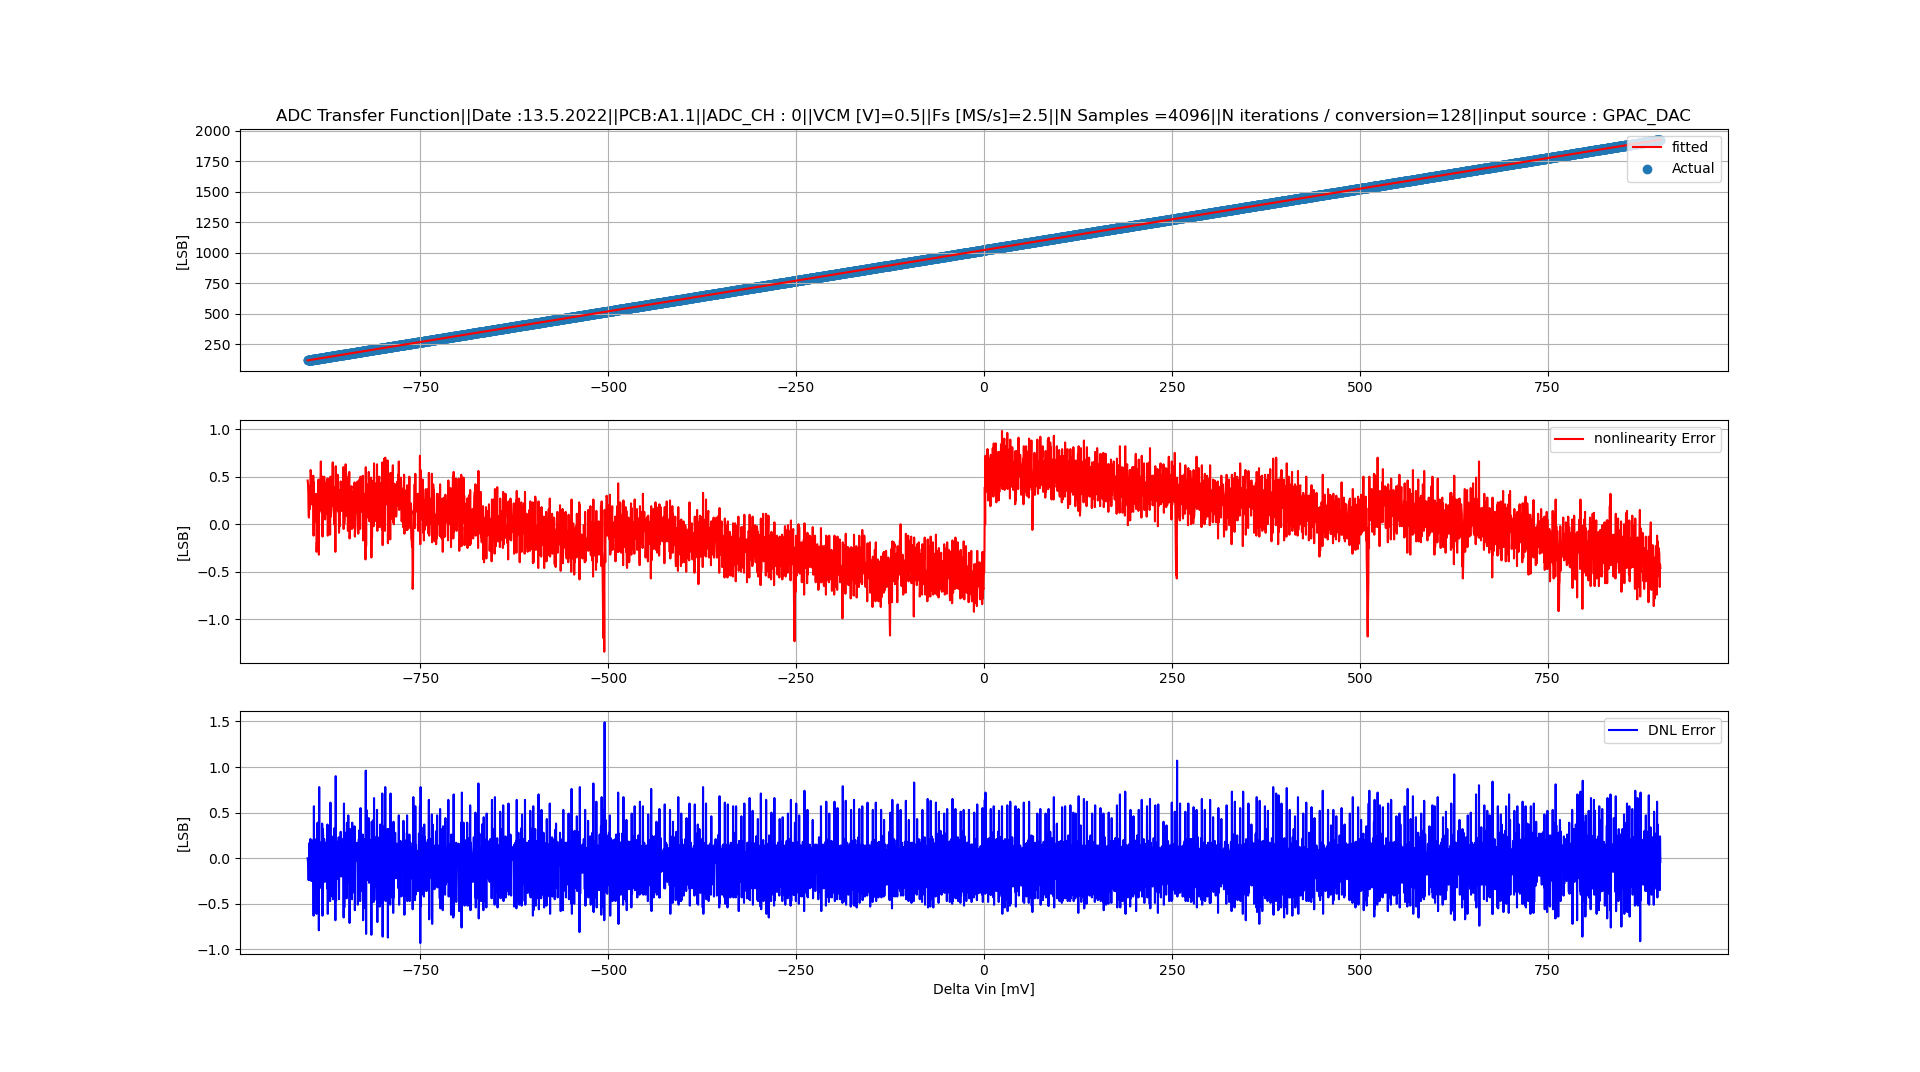 ADC Transfer Function||Date :13.5.2022||PCB:A1.1||ADC_CH : 0||VCM [V]=0.5||Fs [MS/s]=2.5||N Samples =4096||N iterations / conversion=128||input source : GPAC_DAC
2000
1750
1500
1250
1000
750
500
250
[LSB]
fitted
Actual
−750 −500 −250 0 250 500 750
1.0
0.5
0.0
−0.5
−1.0
[LSB]
nonlinearity Error
−750 −500 −250 0 250 500 750
1.5
1.0
0.5
0.0
−0.5
−1.0
[LSB]
DNL Error
−750 −500 −250 0 250 500 750
Delta Vin [mV]